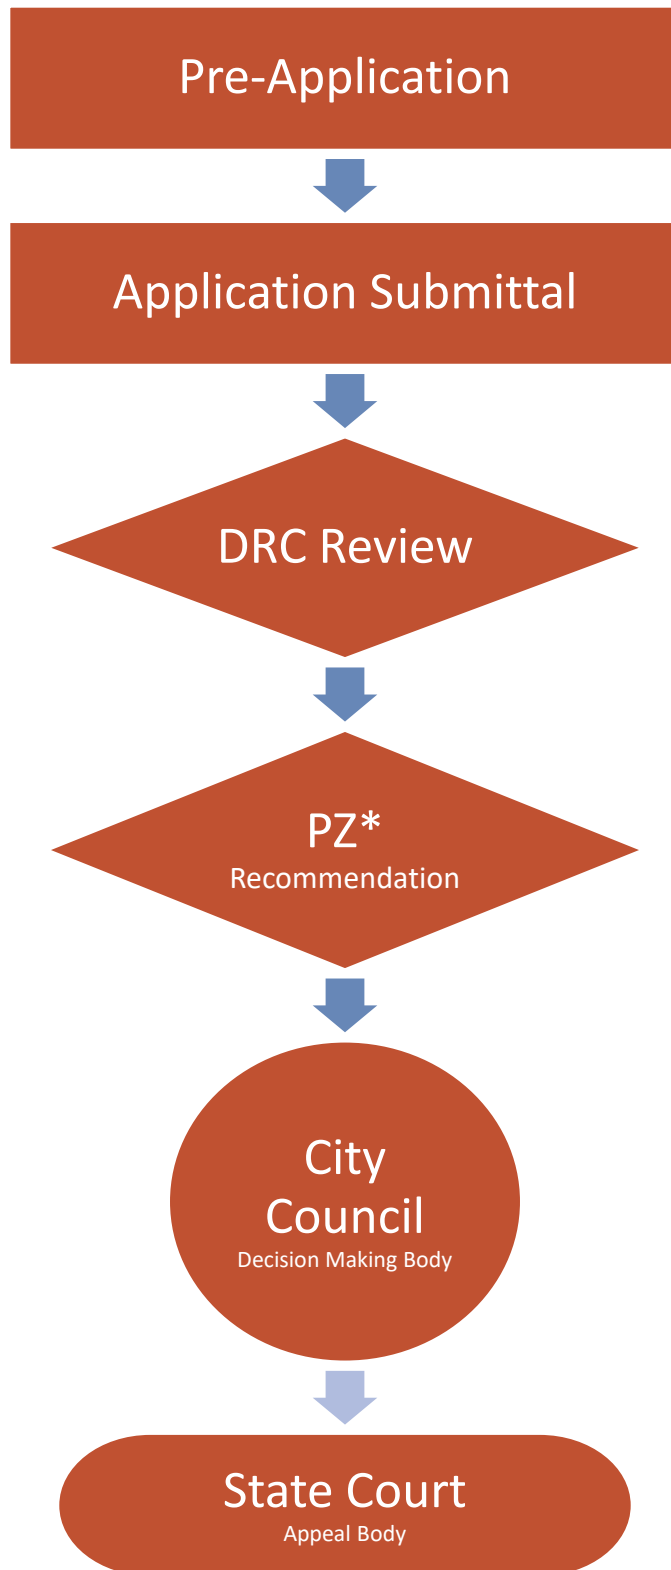 Pre-Application
Application Submittal
DRC Review
PZ*
Recommendation
City
Council
Decision Making Body
State Court
Appeal Body